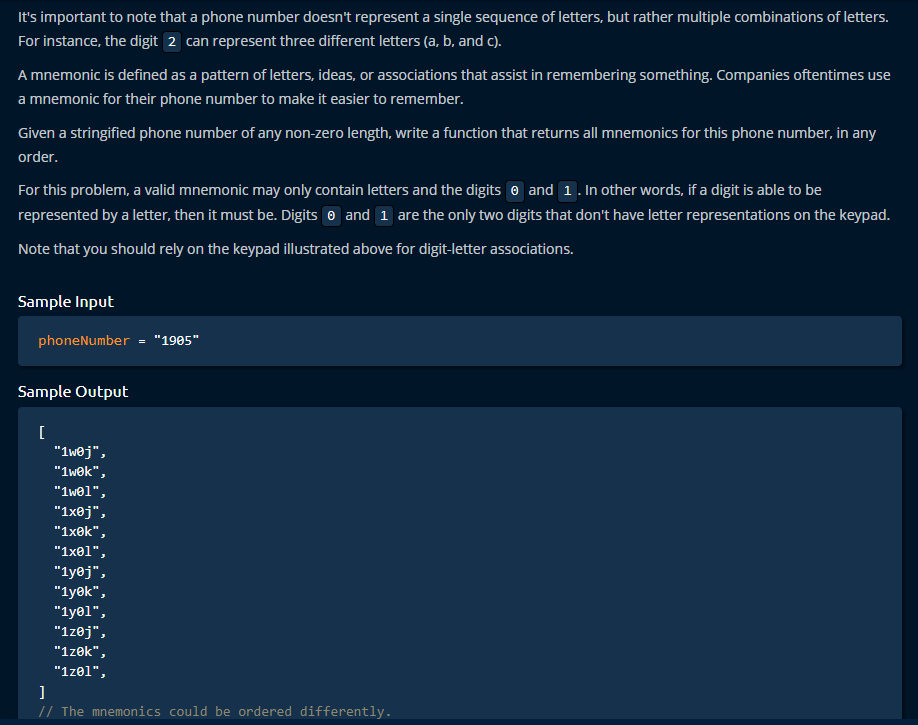 It's important to note that a phone number doesn't represent a single sequence of letters, but rather multiple combinations of letters.
For instance, the digit 2 can represent three different letters (a, b, and c).
A mnemonic is defined as a pattern of letters, ideas, or associations that assist in remembering something. Companies oftentimes use
a mnemonic for their phone number to make it easier to remember.
Given a stringified phone number of any non-zero length, write a function that returns all mnemonics for this phone number, in any
order.
For this problem, a valid mnemonic may only contain letters and the digits 0 and 1. In other words, if a digit is able to be
represented by a letter, then it must be. Digits 0 and 1 are the only two digits that don't have letter representations on the keypad.
Note that you should rely on the keypad illustrated above for digit-letter associations.
Sample Input
phoneNumber = "1905"
Sample Output
[
"1w0j",
"1w0k",
"1w0l",
"1x0j",
"1x0k",
"1x0l",
"1y0j",
"1y0k",
"1y0l",
"1z0j",
"1z0k",
"1z0l",
]
// The mnemonics could be ordered differently.